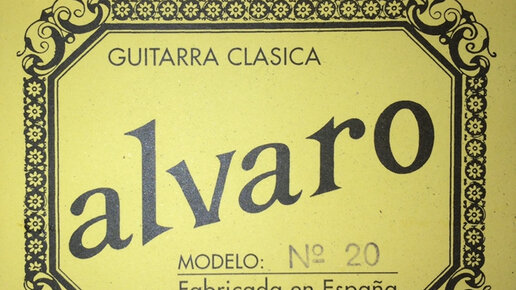 GUITARRA CLASICA
alvaro
MODELO: Nº 20
Fabricada en España